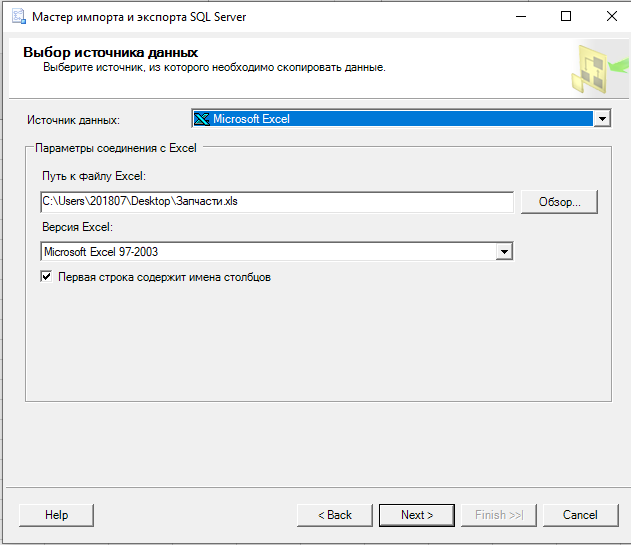 Мастер импорта и экспорта SQL Server
Выбор источника данных
Выберите источник, из которого необходимо скопировать данные.
Источник данных: Microsoft Excel
Параметры соединения с Excel
Путь к файлу Excel:
C:\Users\201807\Desktop\Запчасти.xls Обзор...
Версия Excel:
Microsoft Excel 97-2003
Первая строка содержит имена столбцов
Help < Back Next > Finish >>| Cancel